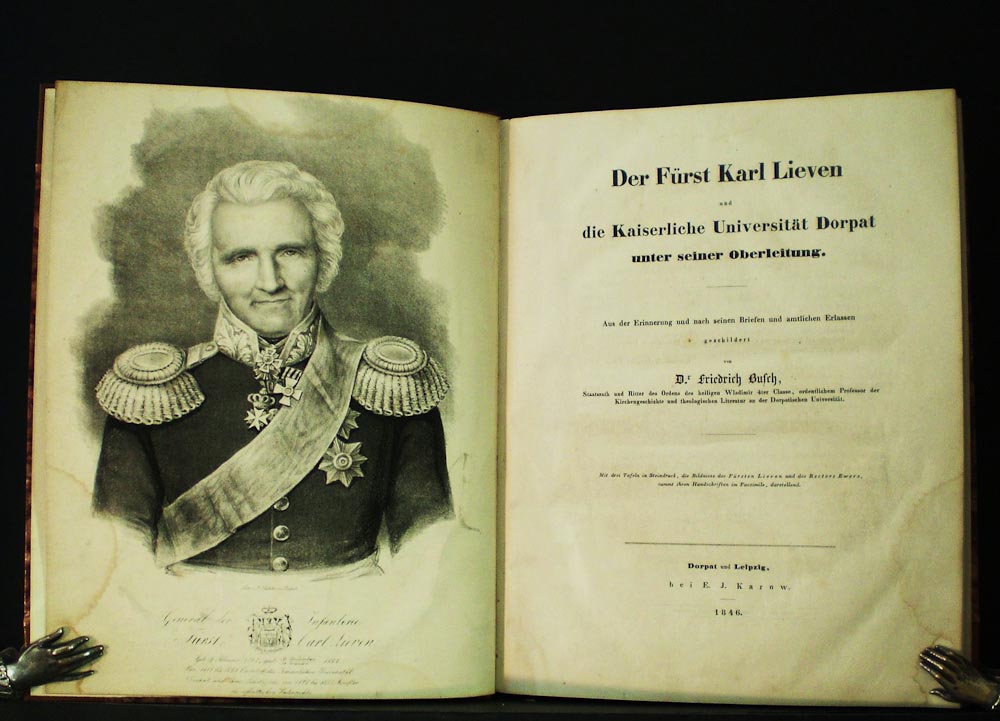 General der Infanterie
Fürst Carl Lieven
Der Fürst Karl Lieven
und
die Kaiserliche Universität Dorpat
unter seiner Oberleitung.
Aus der Erinnerung und nach seinen Briefen und amtlichen Erlassen
geschildert
von
D.r Friedrich Busch,
Staatsrath und Ritter des Ordens des heiligen Wladimir 4ter Classe, ordentlichem Professor der
Kirchengeschichte und theologischen Literatur an der Dorpatischen Universität.
Mit drei Tafeln in Steindruck, die Bildnisse des Fürsten Lieven und des Rectors Ewers,
sammt ihren Handschriften im Facsimile, darstellend.
Dorpat und Leipzig,
bei E. J. Karow.
1846.